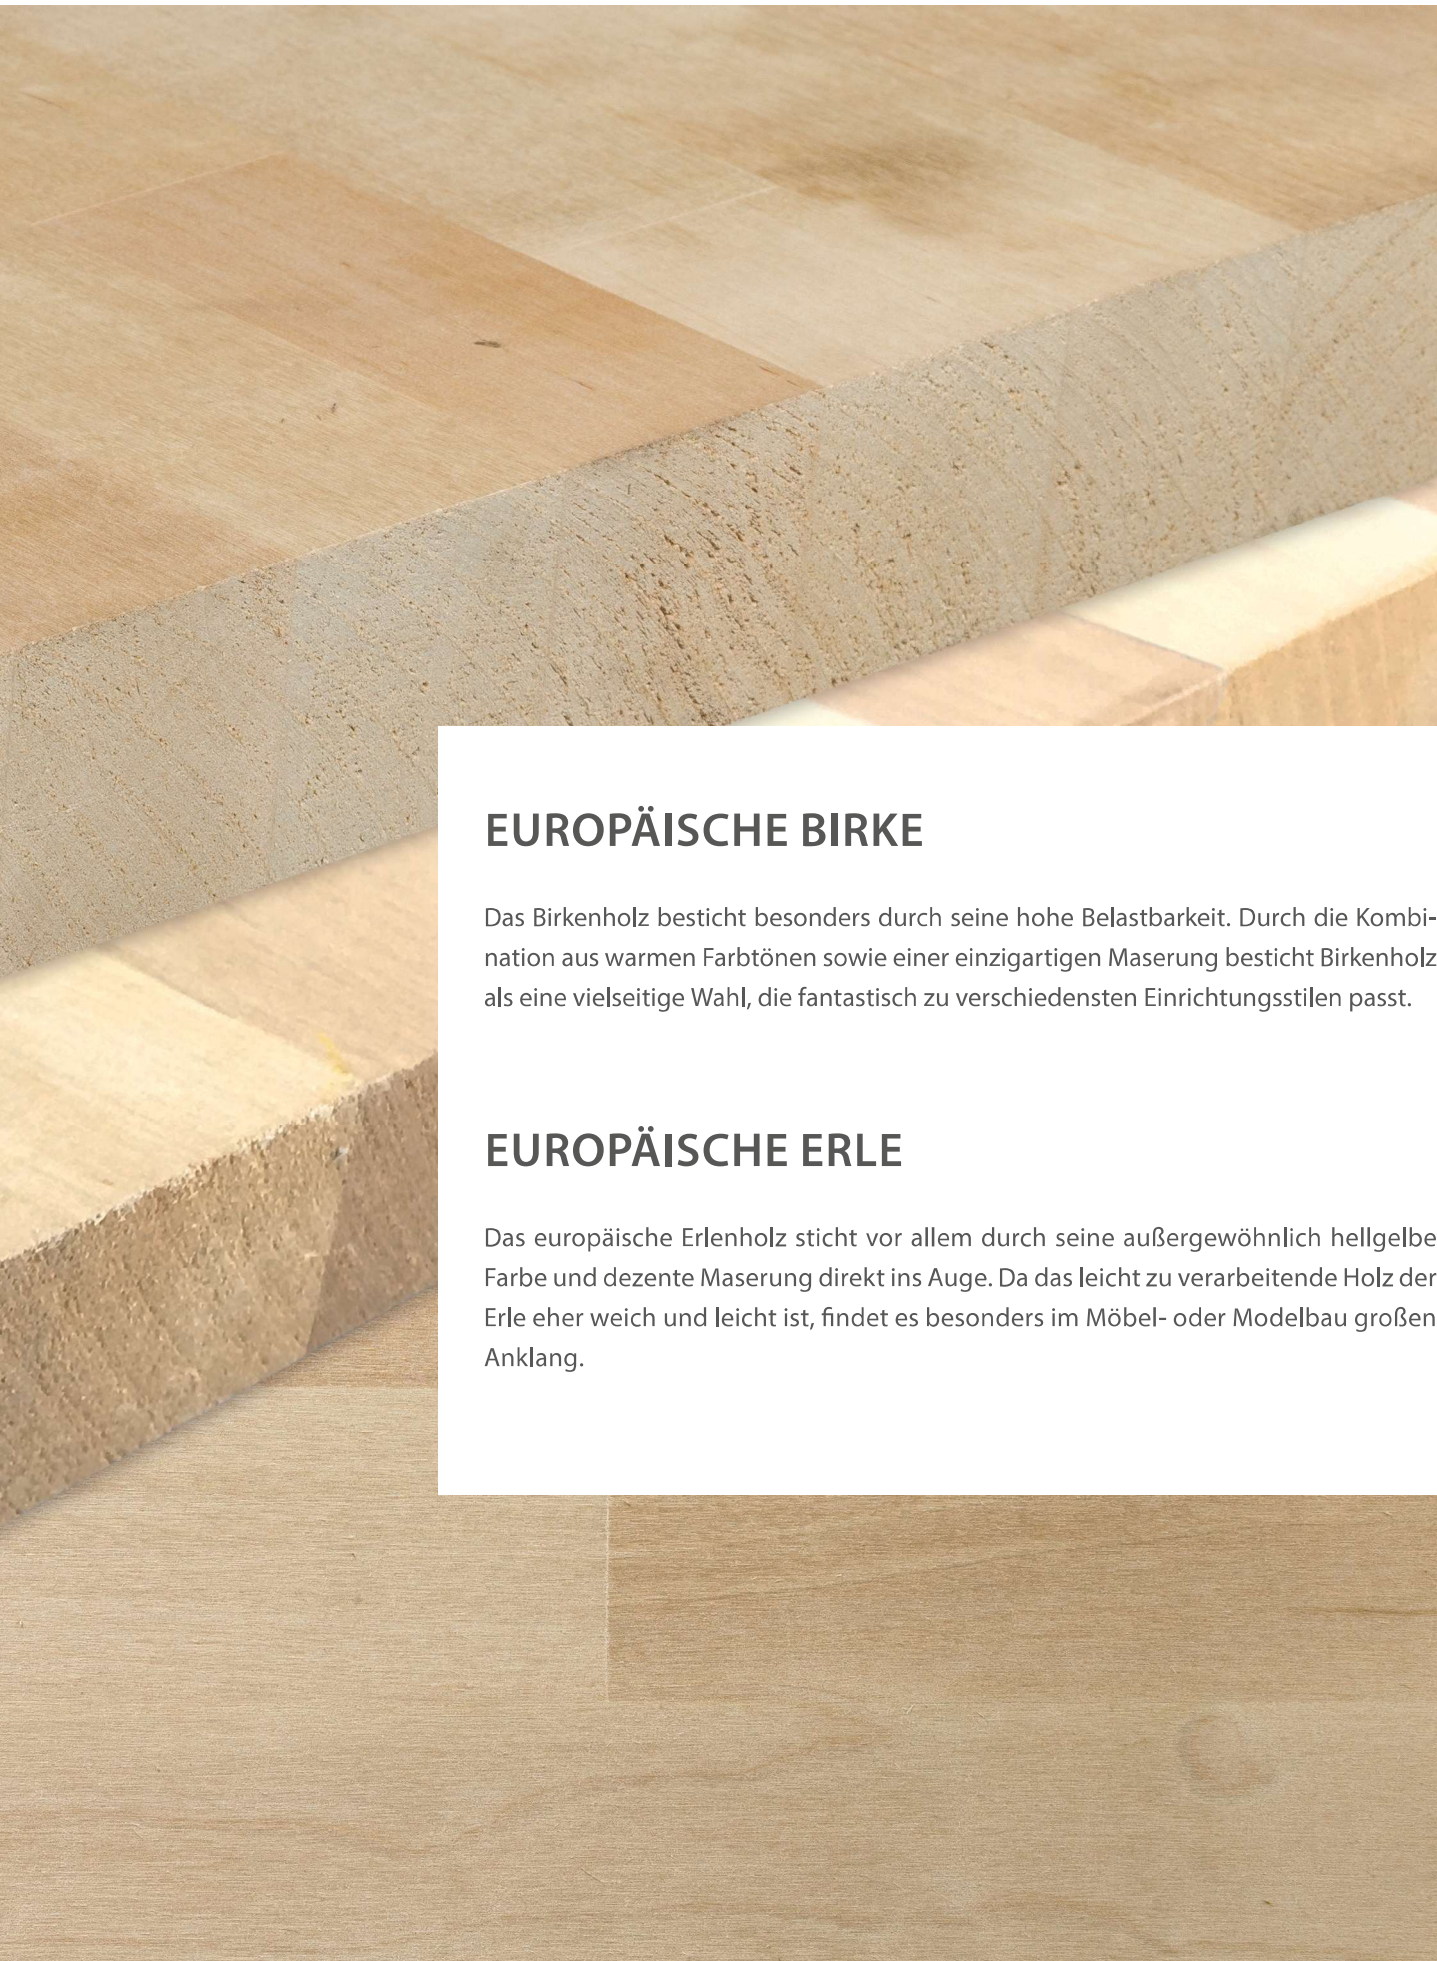 EUROPÄISCHE BIRKE
Das Birkenholz besticht besonders durch seine hohe Belastbarkeit. Durch die Kombi-
nation aus warmen Farbtönen sowie einer einzigartigen Maserung besticht Birkenholz
als eine vielseitige Wahl, die fantastisch zu verschiedensten Einrichtungsstilen passt.
EUROPÄISCHE ERLE
Das europäische Erlenholz sticht vor allem durch seine außergewöhnlich hellgelbe
Farbe und dezente Maserung direkt ins Auge. Da das leicht zu verarbeitende Holz der
Erle eher weich und leicht ist, findet es besonders im Möbel- oder Modelbau großen
Anklang.